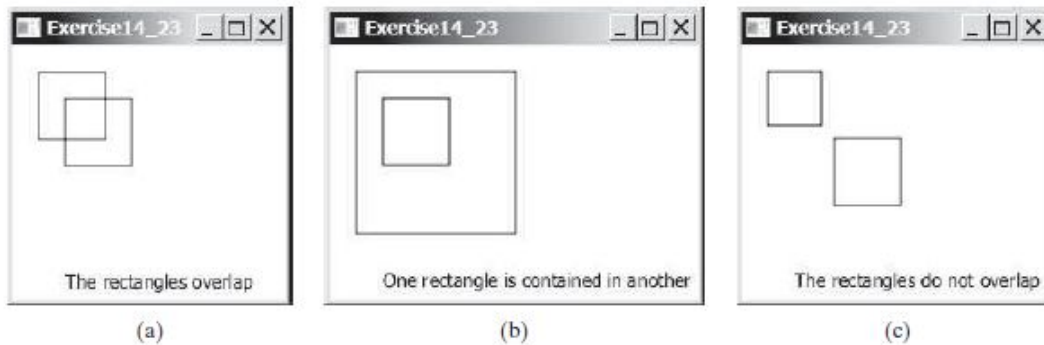 Exercise14_23
Exercise14_23
Exercise14_23
The rectangles overlap
One rectangle is contained in another
The rectangles do not overlap
(a)
(b)
(c)